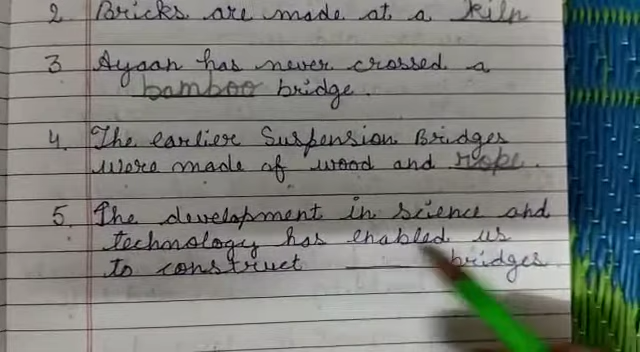 2. Bricks are made at a kiln
3 Ayaan has never crossed a
bamboo bridge.
4. The earlier Suspension Bridges
were made of wood and rope.
5. The development in science and
technology has enabled us
to construct ______ bridges.